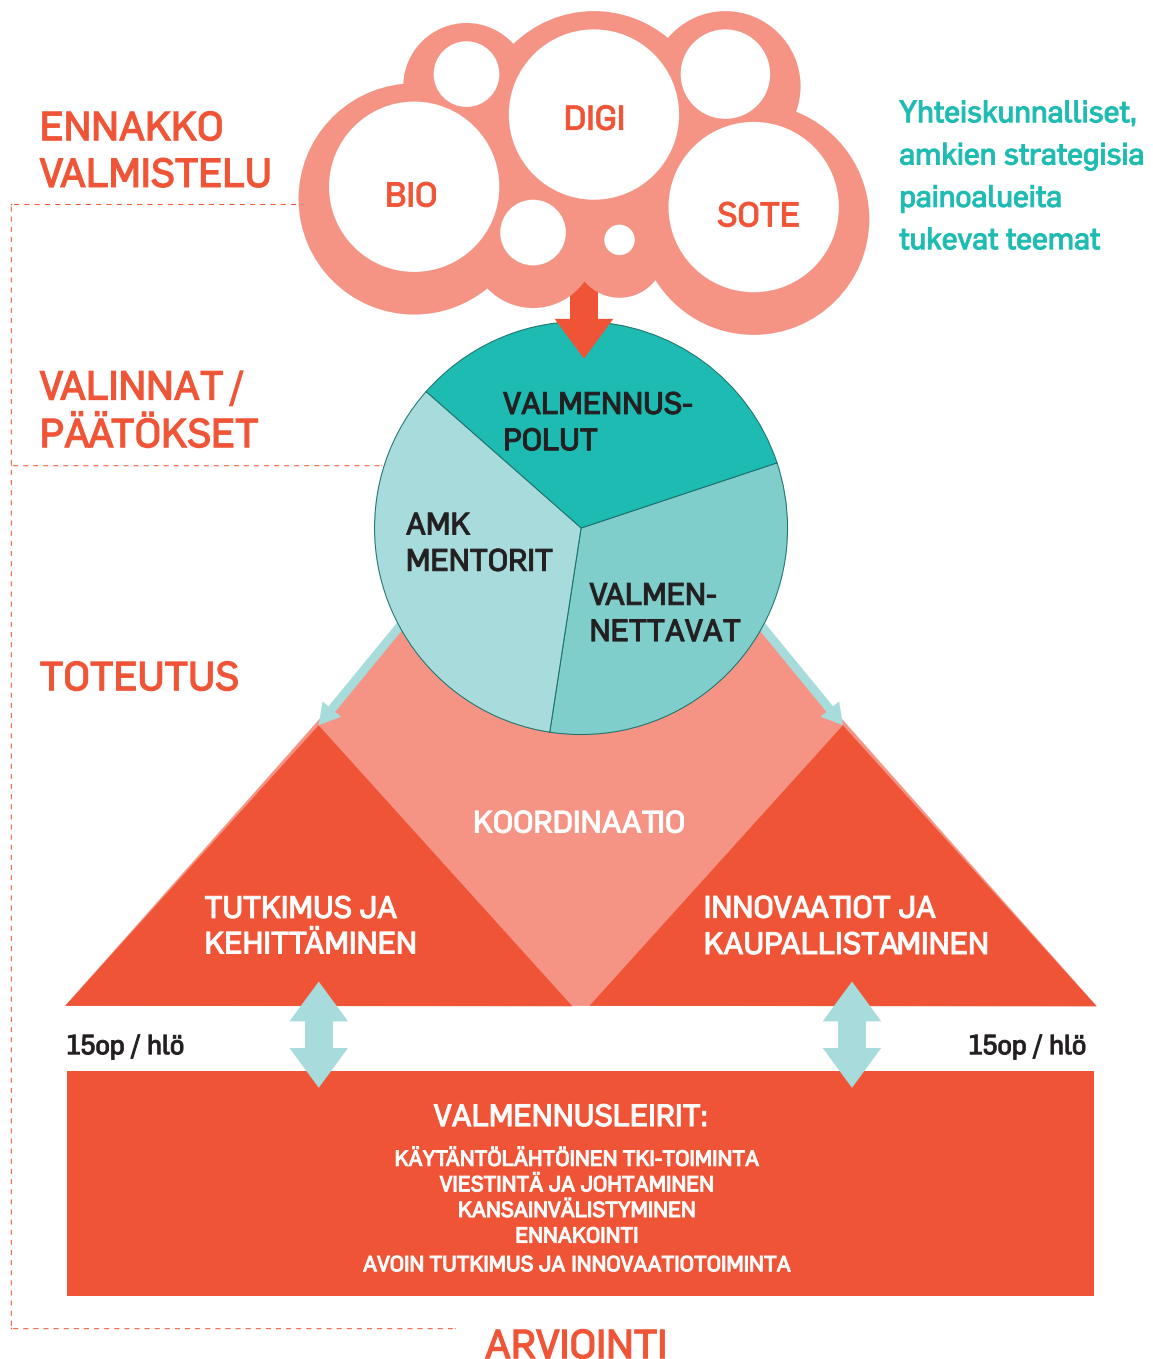 ENNAKKO
VALMISTELU
DIGI
BIO
SOTE
Yhteiskunnalliset,
amkien strategisia
painoalueita
tukevat teemat
VALINNAT /
PÄÄTÖKSET
VALMENNUS-
POLUT
AMK
MENTORIT
VALMEN-
NETTAVAT
TOTEUTUS
KOORDINAATIO
TUTKIMUS JA
KEHITTÄMINEN
INNOVAATIOT JA
KAUPALLISTAMINEN
15op / hlö
15op / hlö
VALMENNUSLEIRIT:
KÄYTÄNTÖLÄHTÖINEN TKI-TOIMINTA
VIESTINTÄ JA JOHTAMINEN
KANSAINVÄLISTYMINEN
ENNAKOINTI
AVOIN TUTKIMUS JA INNOVAATIOTOIMINTA
ARVIOINTI